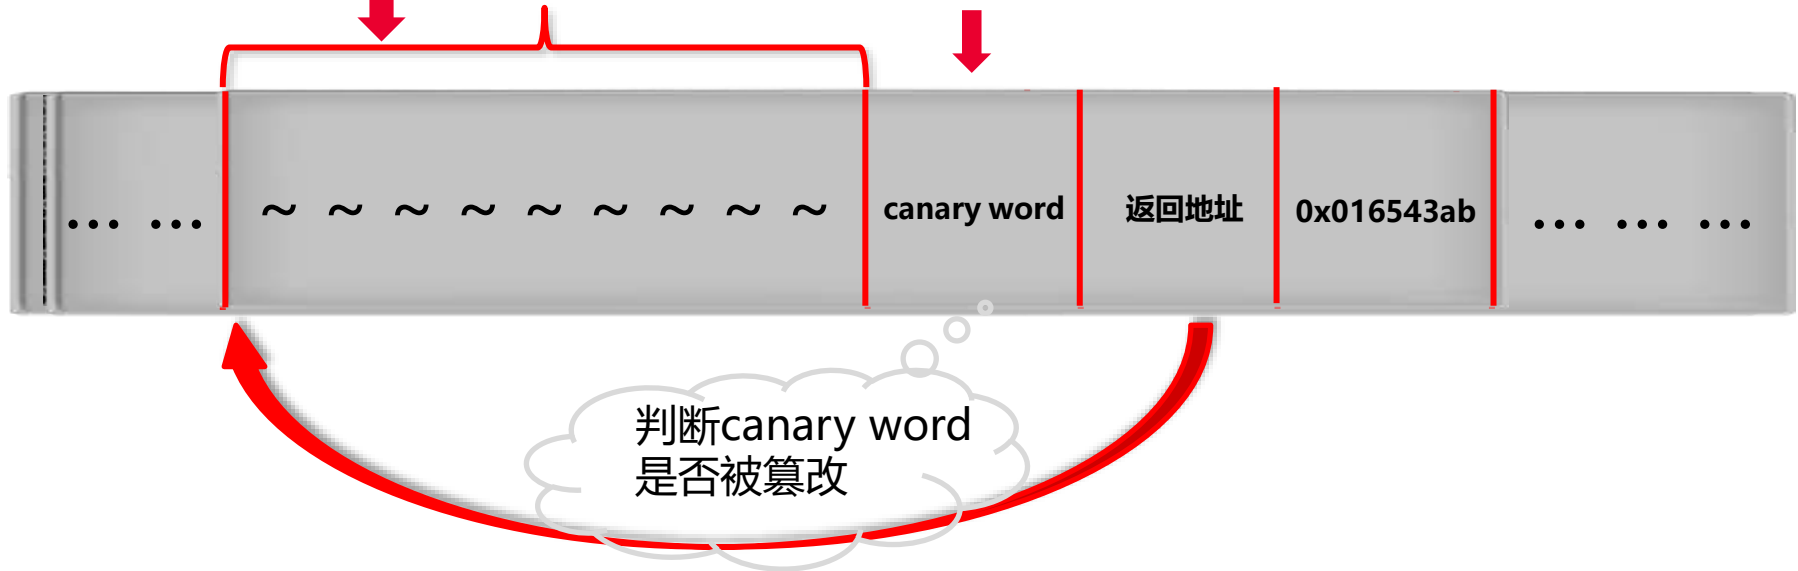 ... ... ~ ~ ~ ~ ~ ~ ~ ~ ~ canary word 返回地址 0x016543ab ... ... ...
判断canary word
是否被篡改